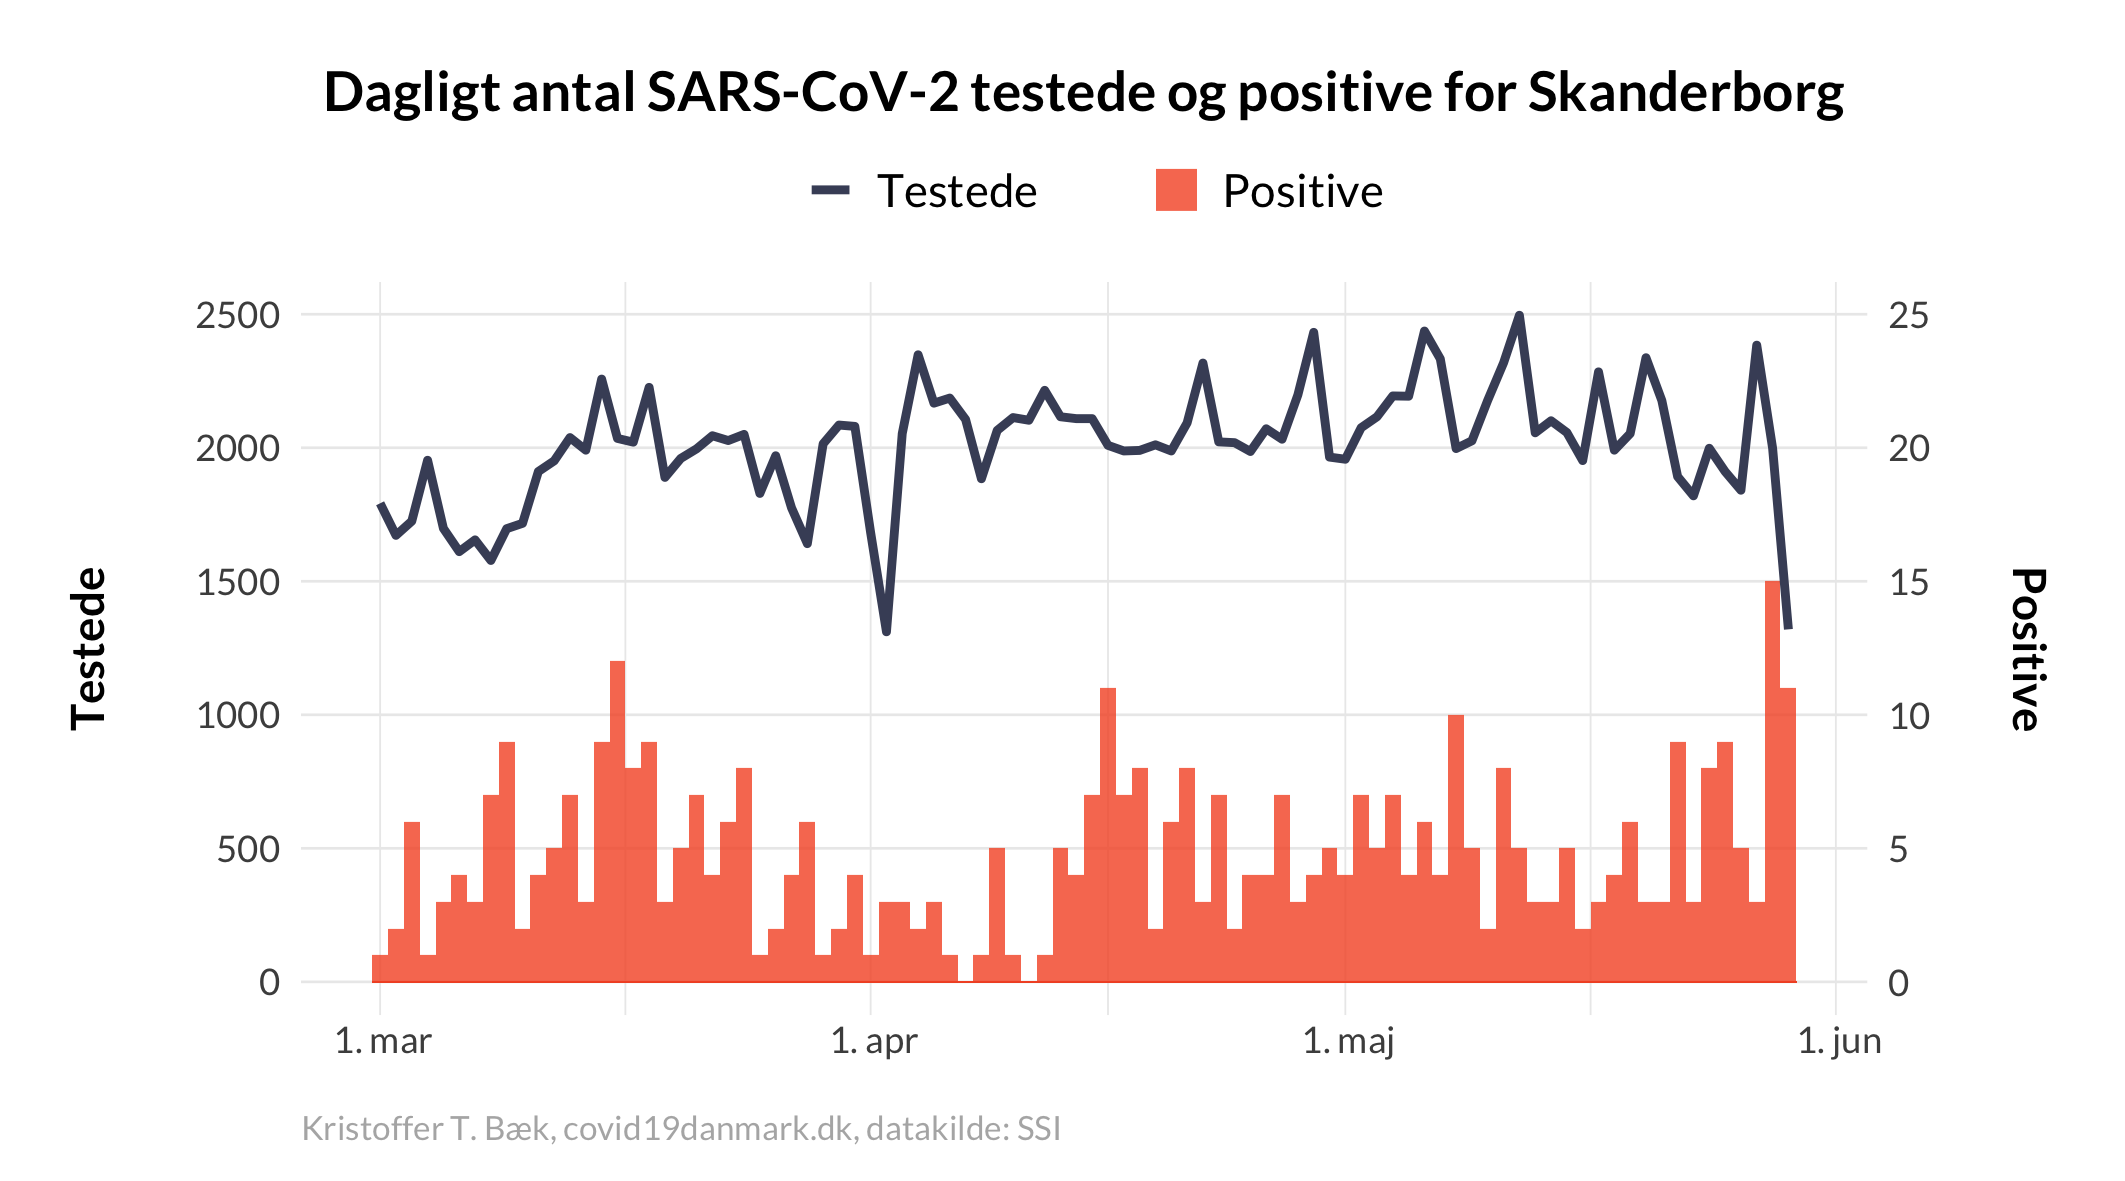 Dagligt antal SARS-CoV-2 testede og positive for Skanderborg
Testede
Positive
2500
2000
1500
1000
500
0
Testede
25
20
15
10
5
0
Positive
1. mar
1. apr
1. maj
1. jun
Kristoffer T. Bæk, covid19danmark.dk, datakilde: SSI